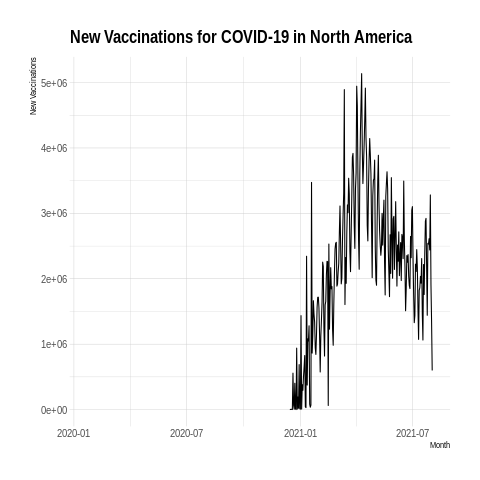 New Vaccinations for COVID-19 in North America
New Vaccinations
5e+06
4e+06
3e+06
2e+06
1e+06
0e+00
2020-01 2020-07 2021-01 2021-07
Month